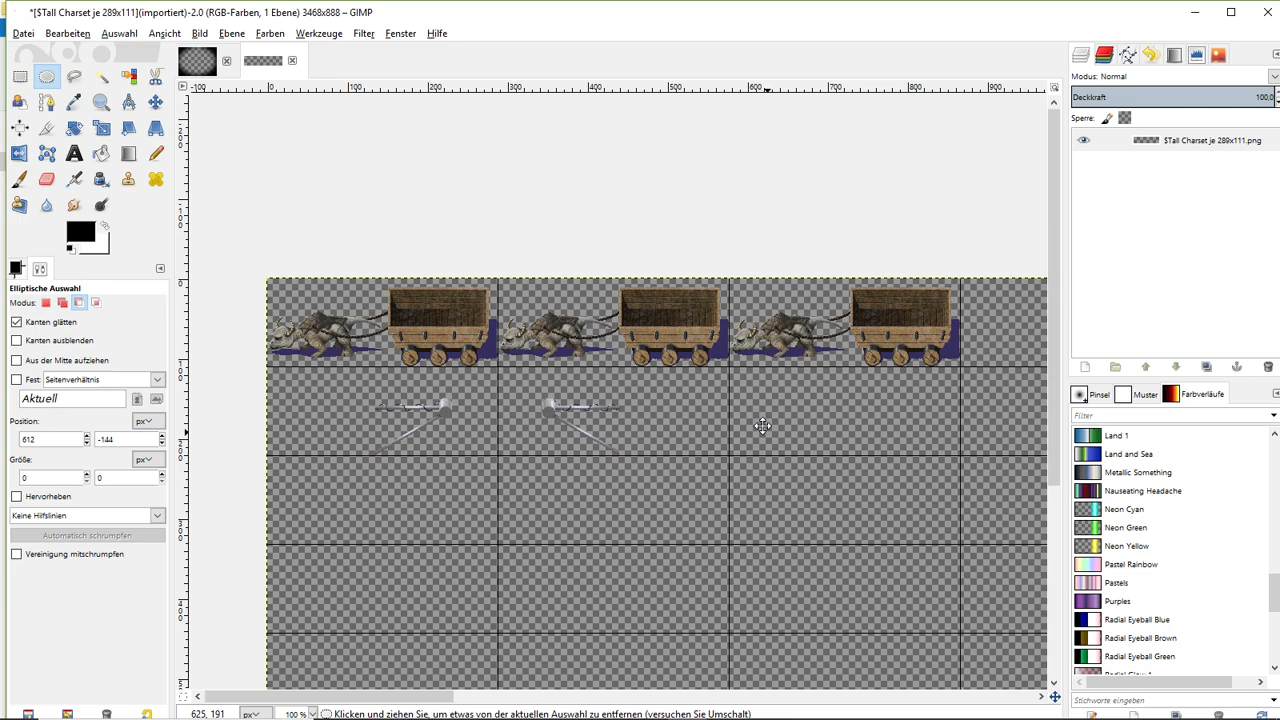 *[$Tall Charset je 289x111](importiert)-2.0 (RGB-Farben, 1 Ebene) 3468x888 – GIMP
Datei Bearbeiten Auswahl Ansicht Bild Ebene Farben Werkzeuge Filter Fenster Hilfe
Modus: Normal
Deckkraft 100,0
Sperre:
$Tall Charset je 289x111.png
-100 0 100 200 300 400 500 600 700 800 900
Elliptische Auswahl
Modus:
Kanten glätten
Kanten ausblenden
Aus der Mitte aufziehen
Fest: Seitenverhältnis
Aktuell
Position: px
612 -144
Größe: px
0 0
Hervorheben
Keine Hilfslinien
Automatisch schrumpfen
Vereinigung mitschrumpfen
Pinsel Muster Farbverläufe
Filter
Land 1
Land and Sea
Metallic Something
Nauseating Headache
Neon Cyan
Neon Green
Neon Yellow
Pastel Rainbow
Pastels
Purples
Radial Eyeball Blue
Radial Eyeball Brown
Radial Eyeball Green
Stichworte eingeben
625, 191 px 100 % Klicken und ziehen Sie, um etwas von der aktuellen Auswahl zu entfernen (versuchen Sie Umschalt)